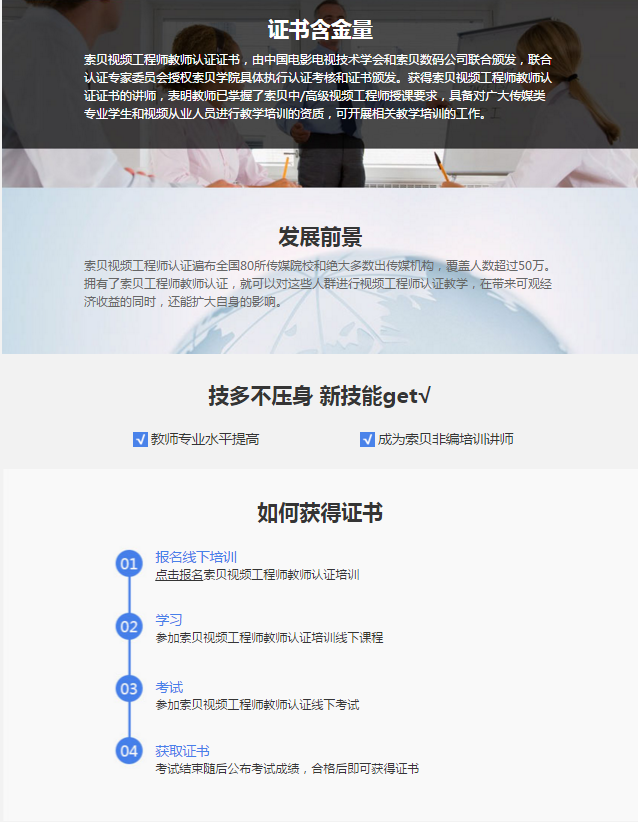 证书含金量
索贝视频工程师教师认证证书，由中国电影电视技术学会和索贝数码公司联合颁发，联合
认证专家委员会授权索贝学院具体执行认证考核和证书颁发。获得索贝视频工程师教师认
证证书的讲师，表明教师已掌握了索贝中/高级视频工程师授课要求，具备对广大传媒类
专业学生和视频从业人员进行教学培训的资质，可开展相关教学培训的工作。
发展前景
索贝视频工程师认证遍布全国80所传媒院校和绝大多数出传媒机构，覆盖人数超过50万。
拥有了索贝工程师教师认证，就可以对这些人群进行视频工程师认证教学，在带来可观经
济收益的同时，还能扩大自身的影响。
技多不压身 新技能get√
√ 教师专业水平提高
√ 成为索贝非编培训讲师
如何获得证书
01 报名线下培训
点击报名索贝视频工程师教师认证培训
02 学习
参加索贝视频工程师教师认证培训线下课程
03 考试
参加索贝视频工程师教师认证线下考试
04 获取证书
考试结束随后公布考试成绩，合格后即可获得证书